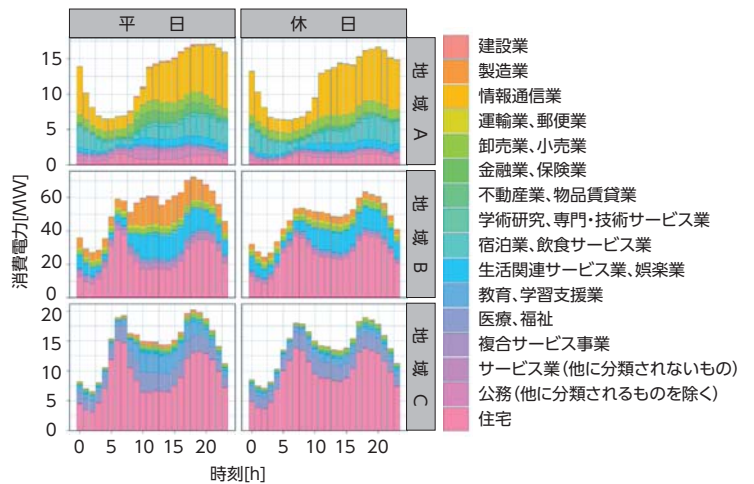 平 日
休 日
消費電力[MW]
15
10
5
0
地域A
60
40
20
0
地域B
20
15
10
5
0
地域C
0 5 10 15 20
0 5 10 15 20
時刻[h]
建設業
製造業
情報通信業
運輸業、郵便業
卸売業、小売業
金融業、保険業
不動産業、物品賃貸業
学術研究、専門・技術サービス業
宿泊業、飲食サービス業
生活関連サービス業、娯楽業
教育、学習支援業
医療、福祉
複合サービス事業
サービス業(他に分類されないもの)
公務(他に分類されるものを除く)
住宅